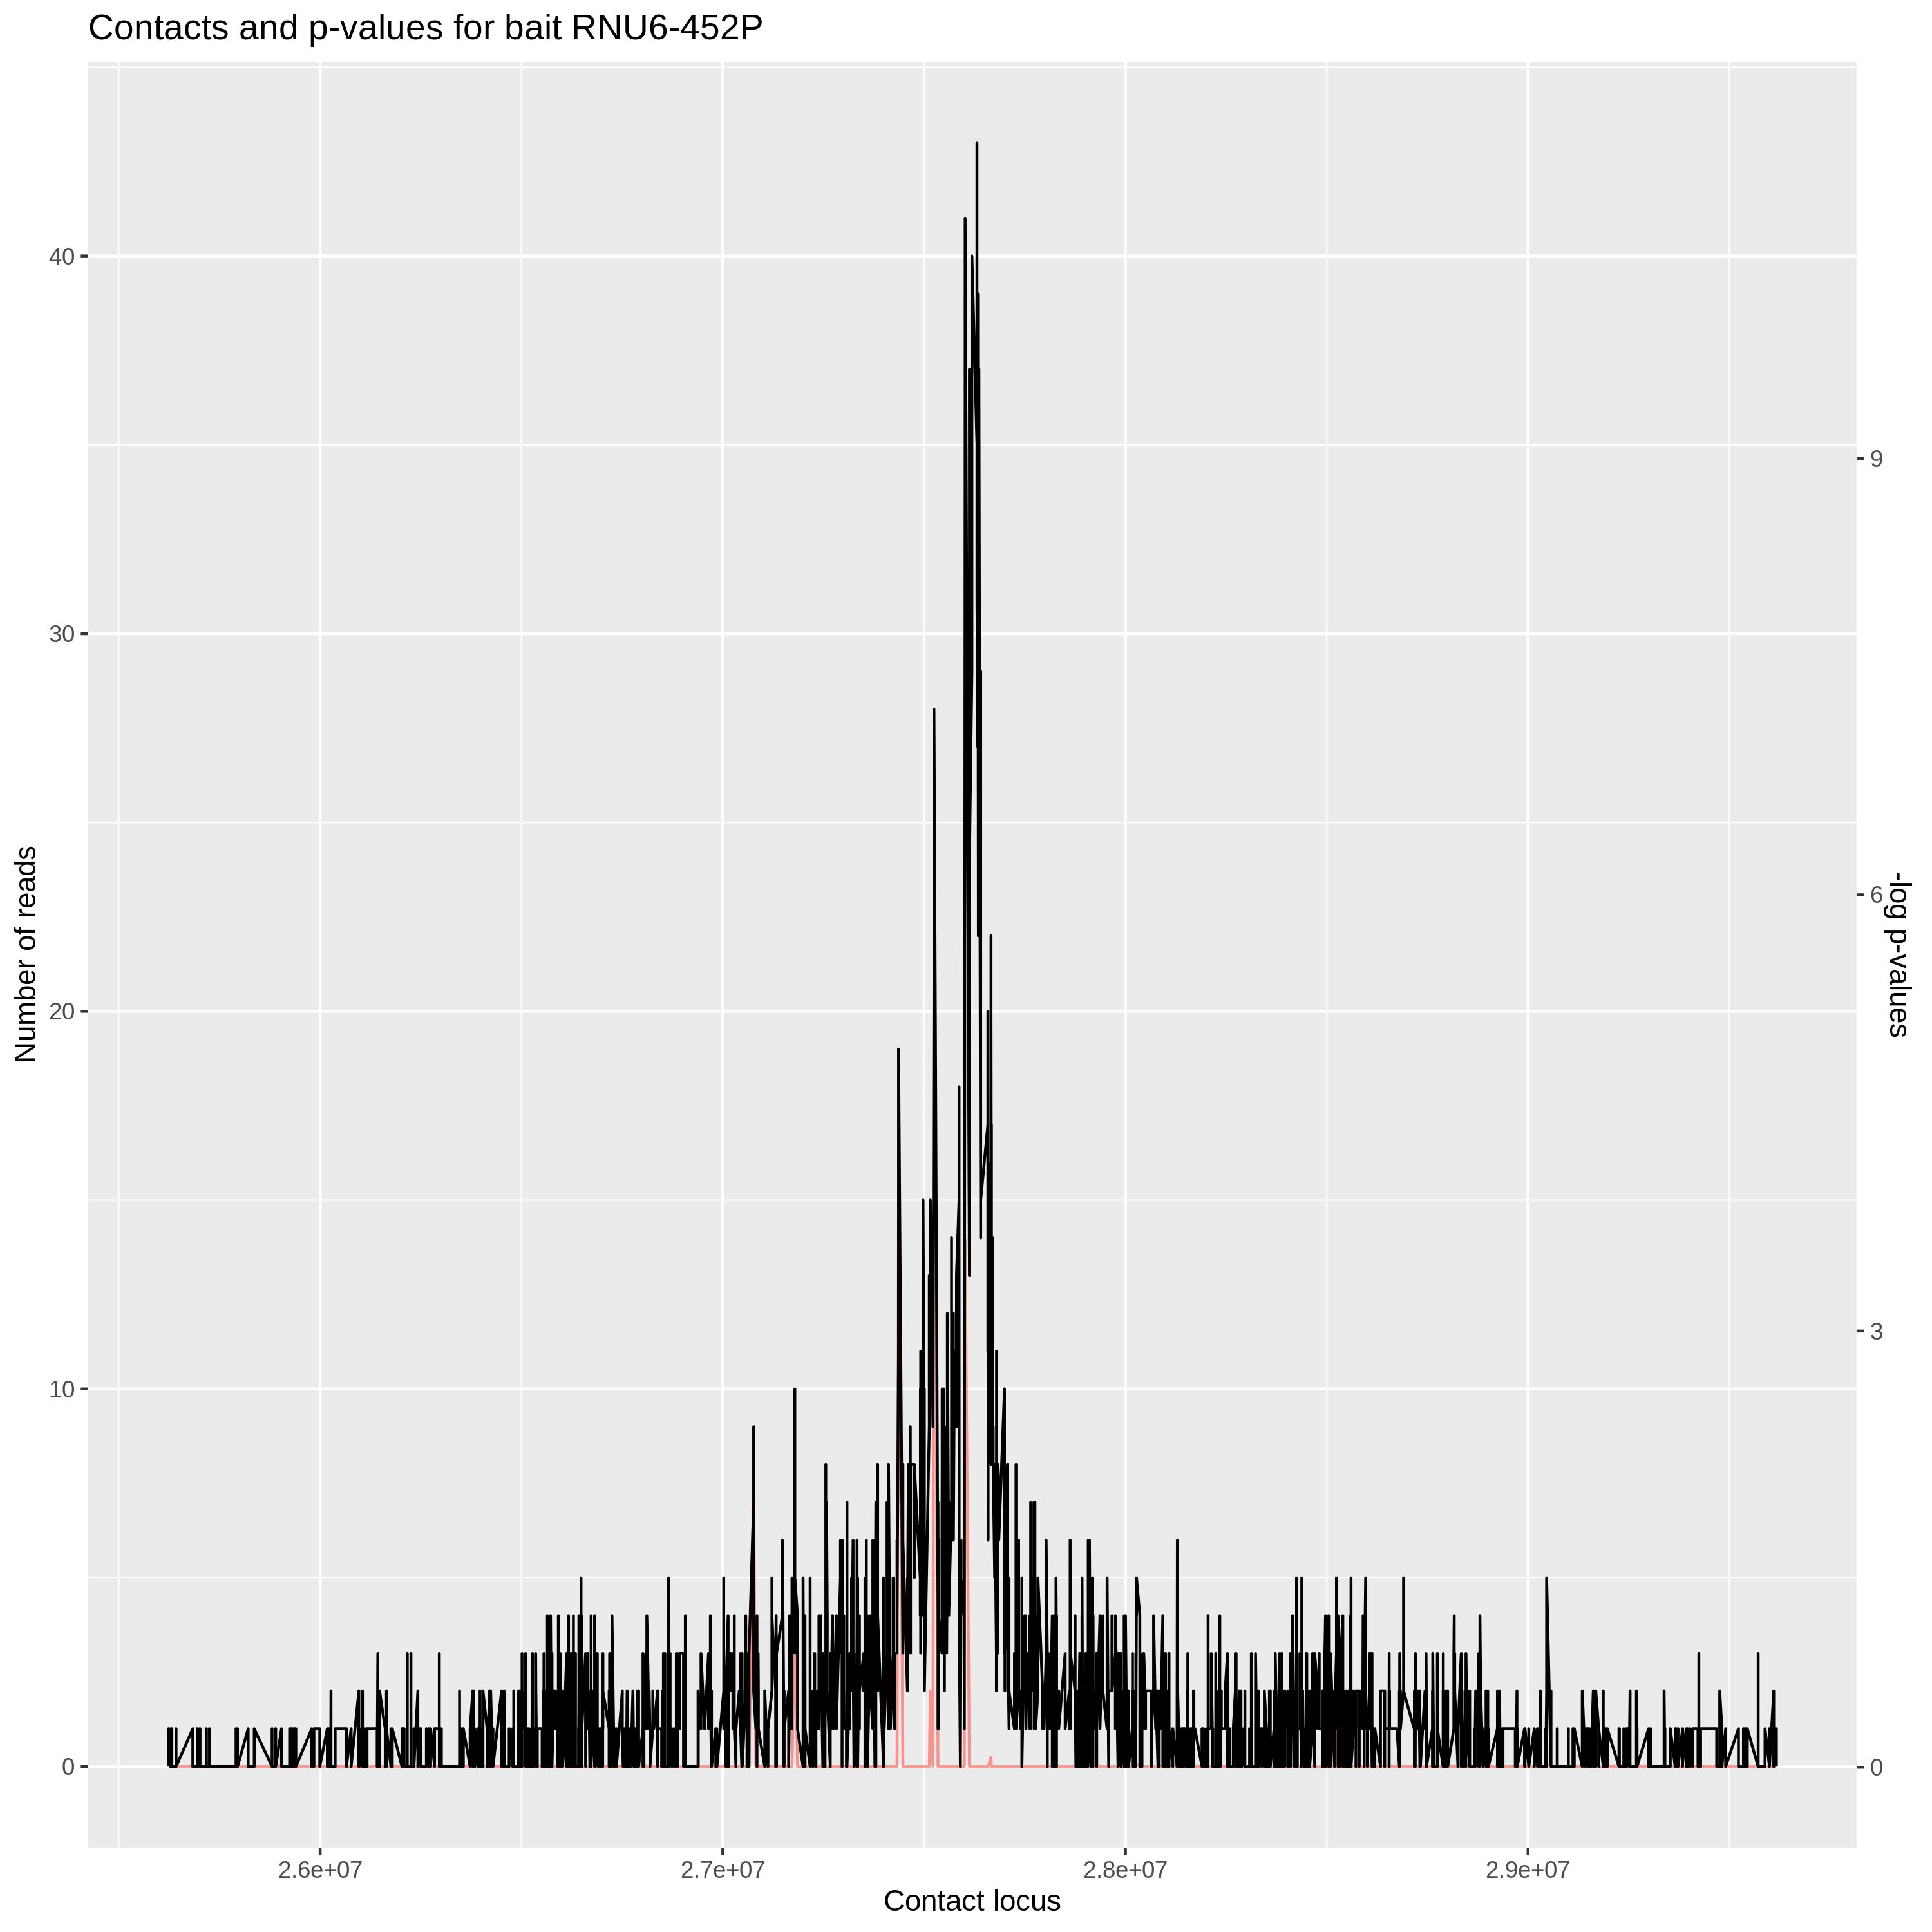 Contacts and p-values for bait RNU6-452P
40
30
20
10
0
Number of reads
9
6
3
0
-log p-values
2.6e+07
2.7e+07
2.8e+07
2.9e+07
Contact locus